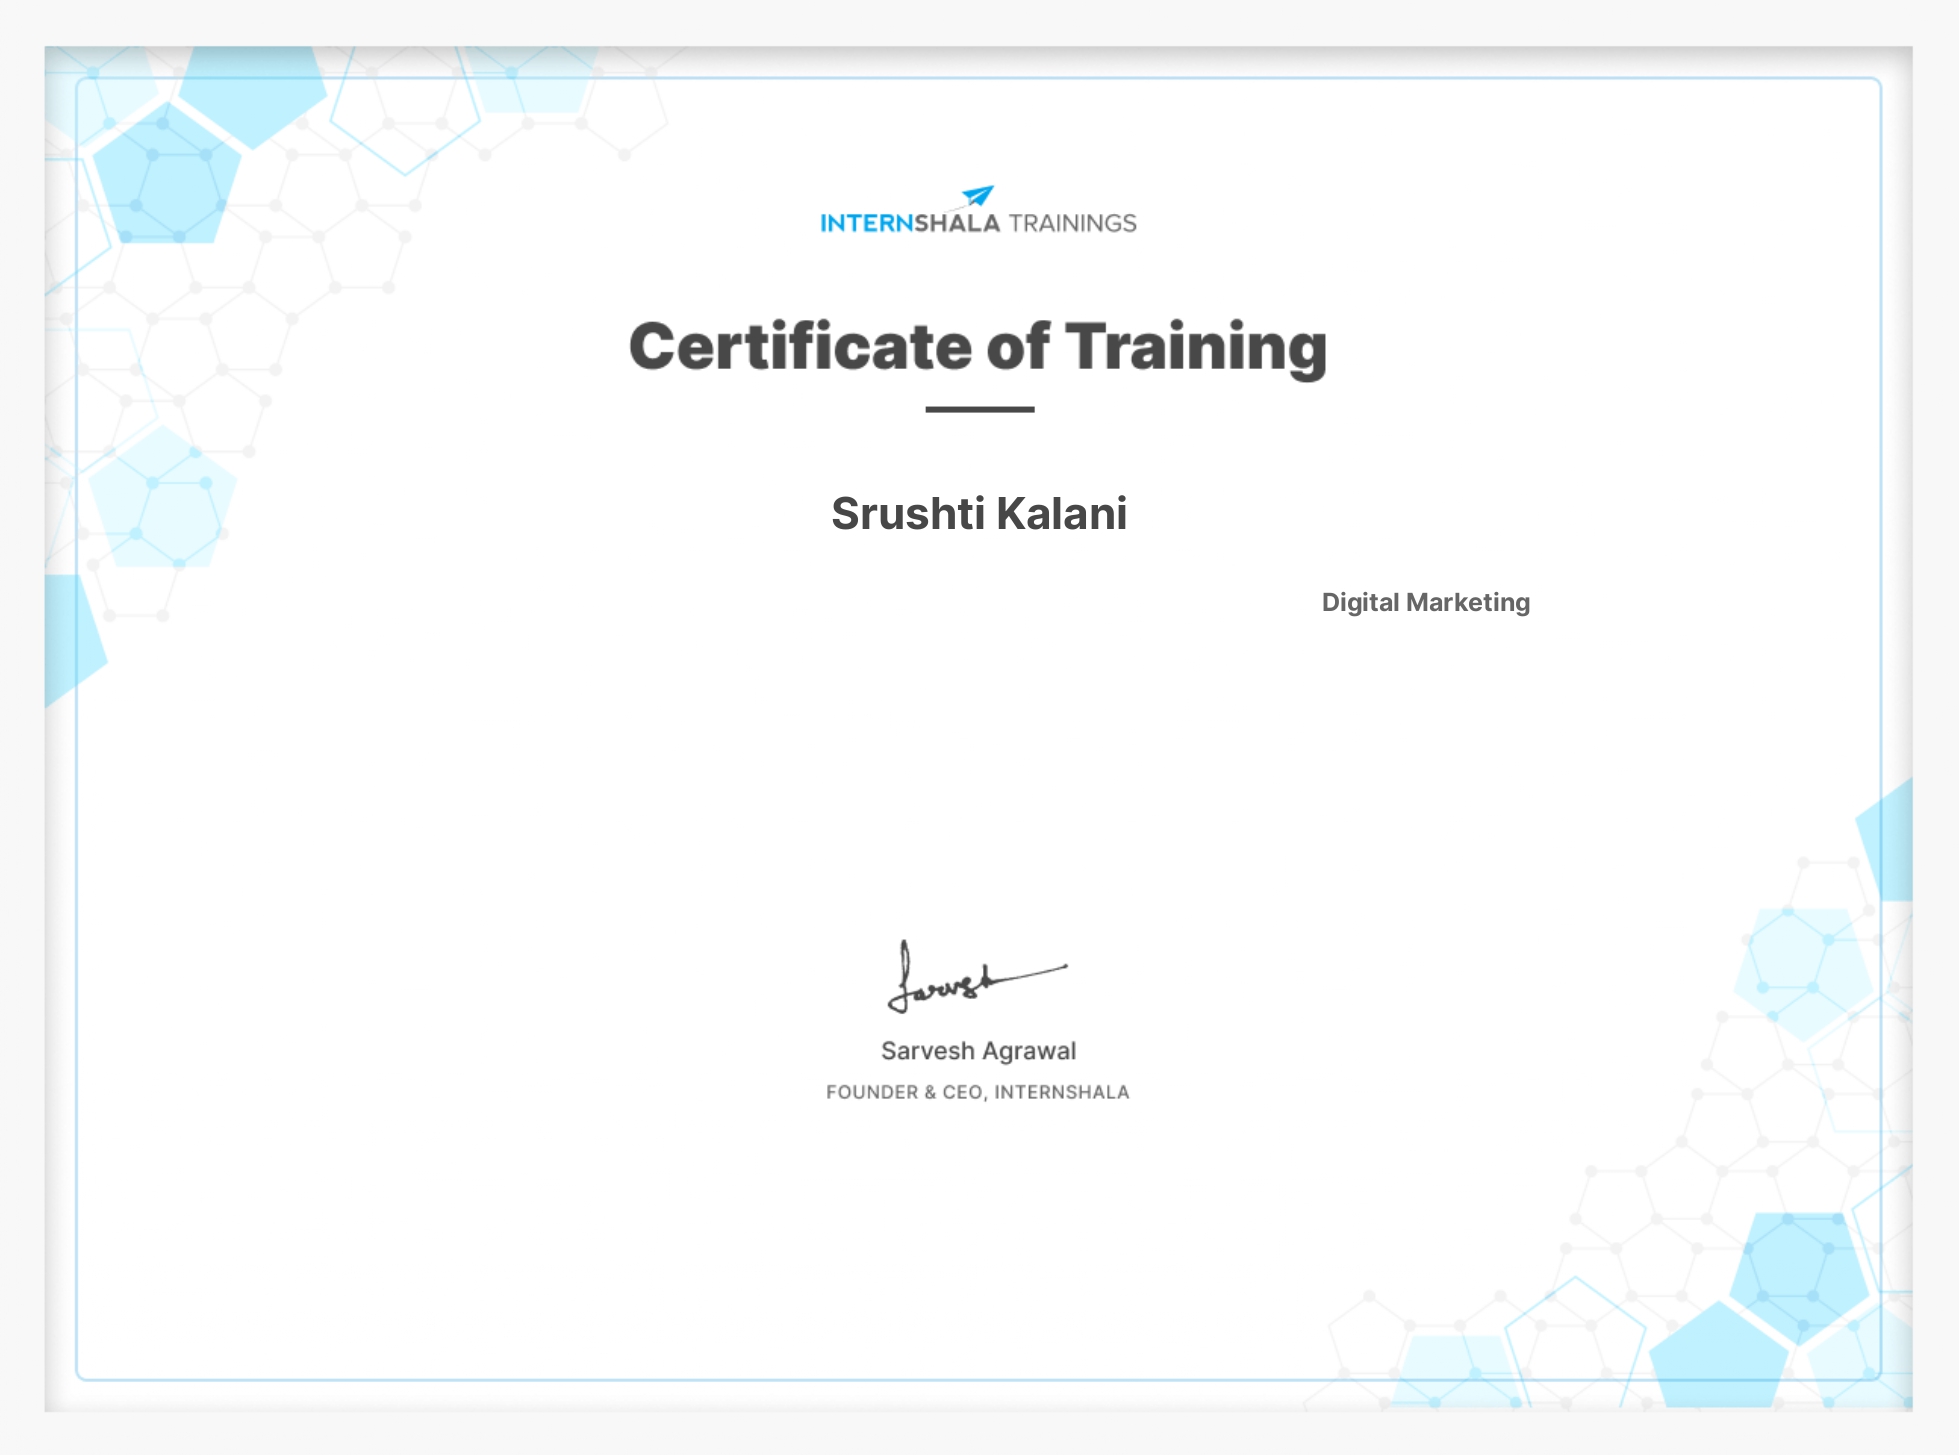 INTERNSHALA TRAININGS
Certificate of Training
Srushti Kalani
Digital Marketing
Sarvesh
Sarvesh Agrawal
FOUNDER & CEO, INTERNSHALA